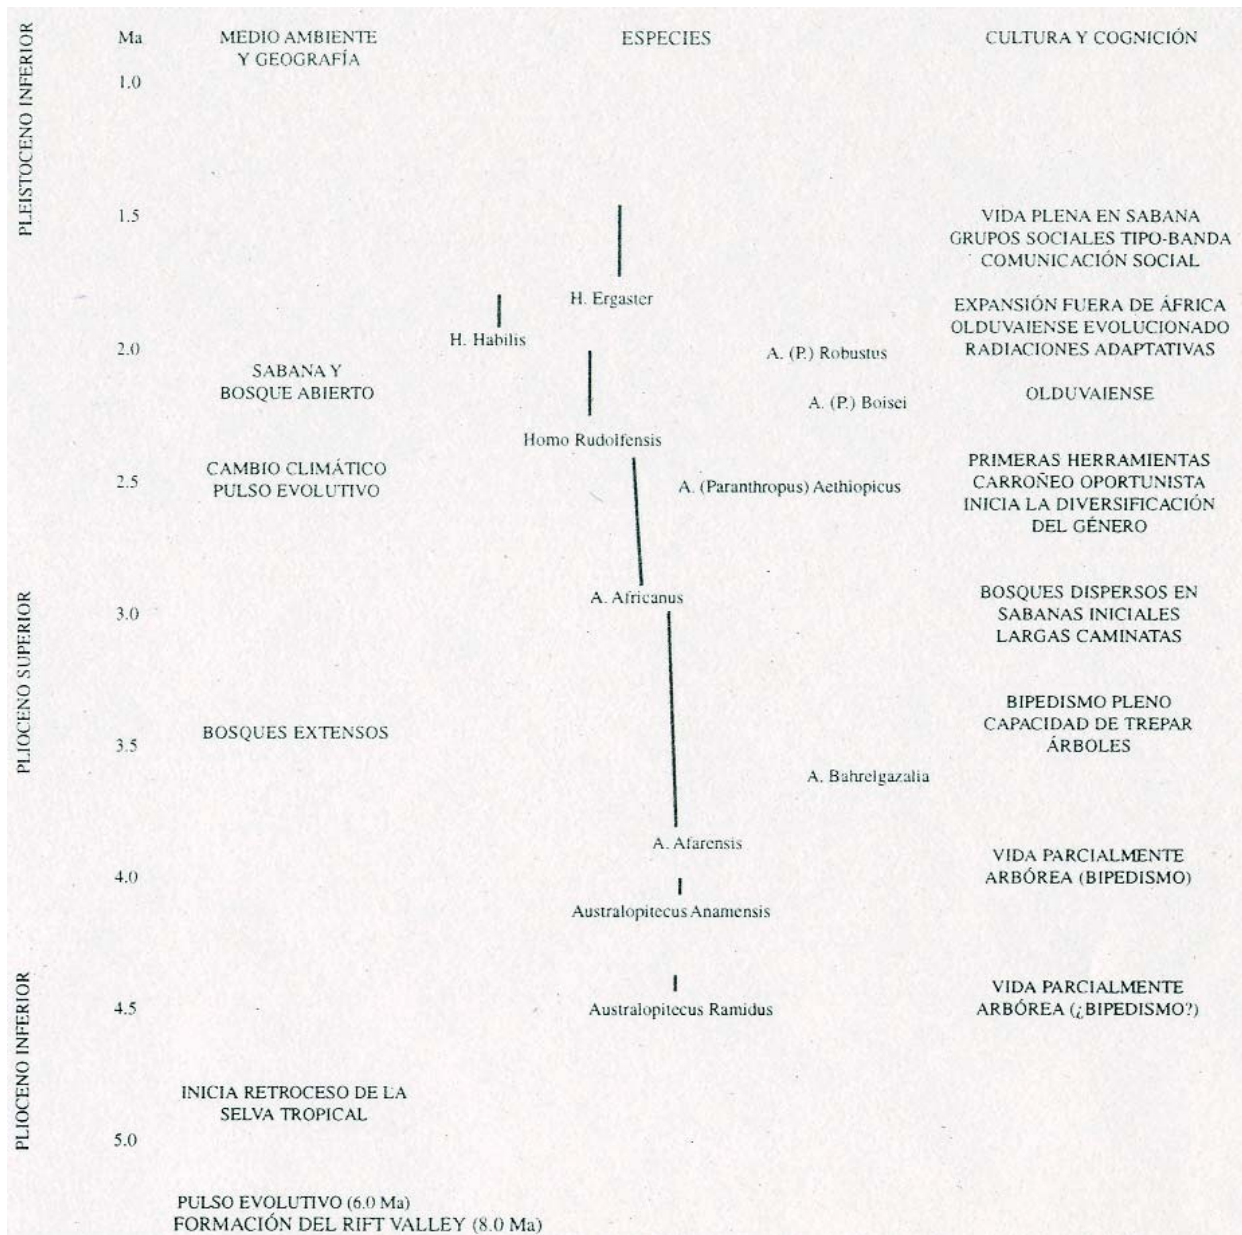 Ma
MEDIO AMBIENTE
Y GEOGRAFÍA
ESPECIES
CULTURA Y COGNICIÓN
PLEISTOCENO INFERIOR
1.0
1.5
VIDA PLENA EN SABANA
GRUPOS SOCIALES TIPO-BANDA
COMUNICACIÓN SOCIAL
H. Ergaster
EXPANSIÓN FUERA DE ÁFRICA
OLDUVAIENSE EVOLUCIONADO
RADIACIONES ADAPTATIVAS
H. Habilis
2.0
A. (P.) Robustus
SABANA Y
BOSQUE ABIERTO
A. (P.) Boisei
OLDUVAIENSE
Homo Rudolfensis
CAMBIO CLIMÁTICO
PULSO EVOLUTIVO
2.5
A. (Paranthropus) Aethiopicus
PRIMERAS HERRAMIENTAS
CARROÑEO OPORTUNISTA
INICIA LA DIVERSIFICACIÓN
DEL GÉNERO
PLIOCENO SUPERIOR
A. Africanus
3.0
BOSQUES DISPERSOS EN
SABANAS INICIALES
LARGAS CAMINATAS
BOSQUES EXTENSOS
3.5
BIPEDISMO PLENO
CAPACIDAD DE TREPAR
ÁRBOLES
A. Bahrelgazalia
A. Afarensis
4.0
VIDA PARCIALMENTE
ARBÓREA (BIPEDISMO)
Australopitecus Anamensis
PLIOCENO INFERIOR
4.5
Australopitecus Ramidus
VIDA PARCIALMENTE
ARBÓREA (¿BIPEDISMO?)
INICIA RETROCESO DE LA
SELVA TROPICAL
5.0
PULSO EVOLUTIVO (6.0 Ma)
FORMACIÓN DEL RIFT VALLEY (8.0 Ma)